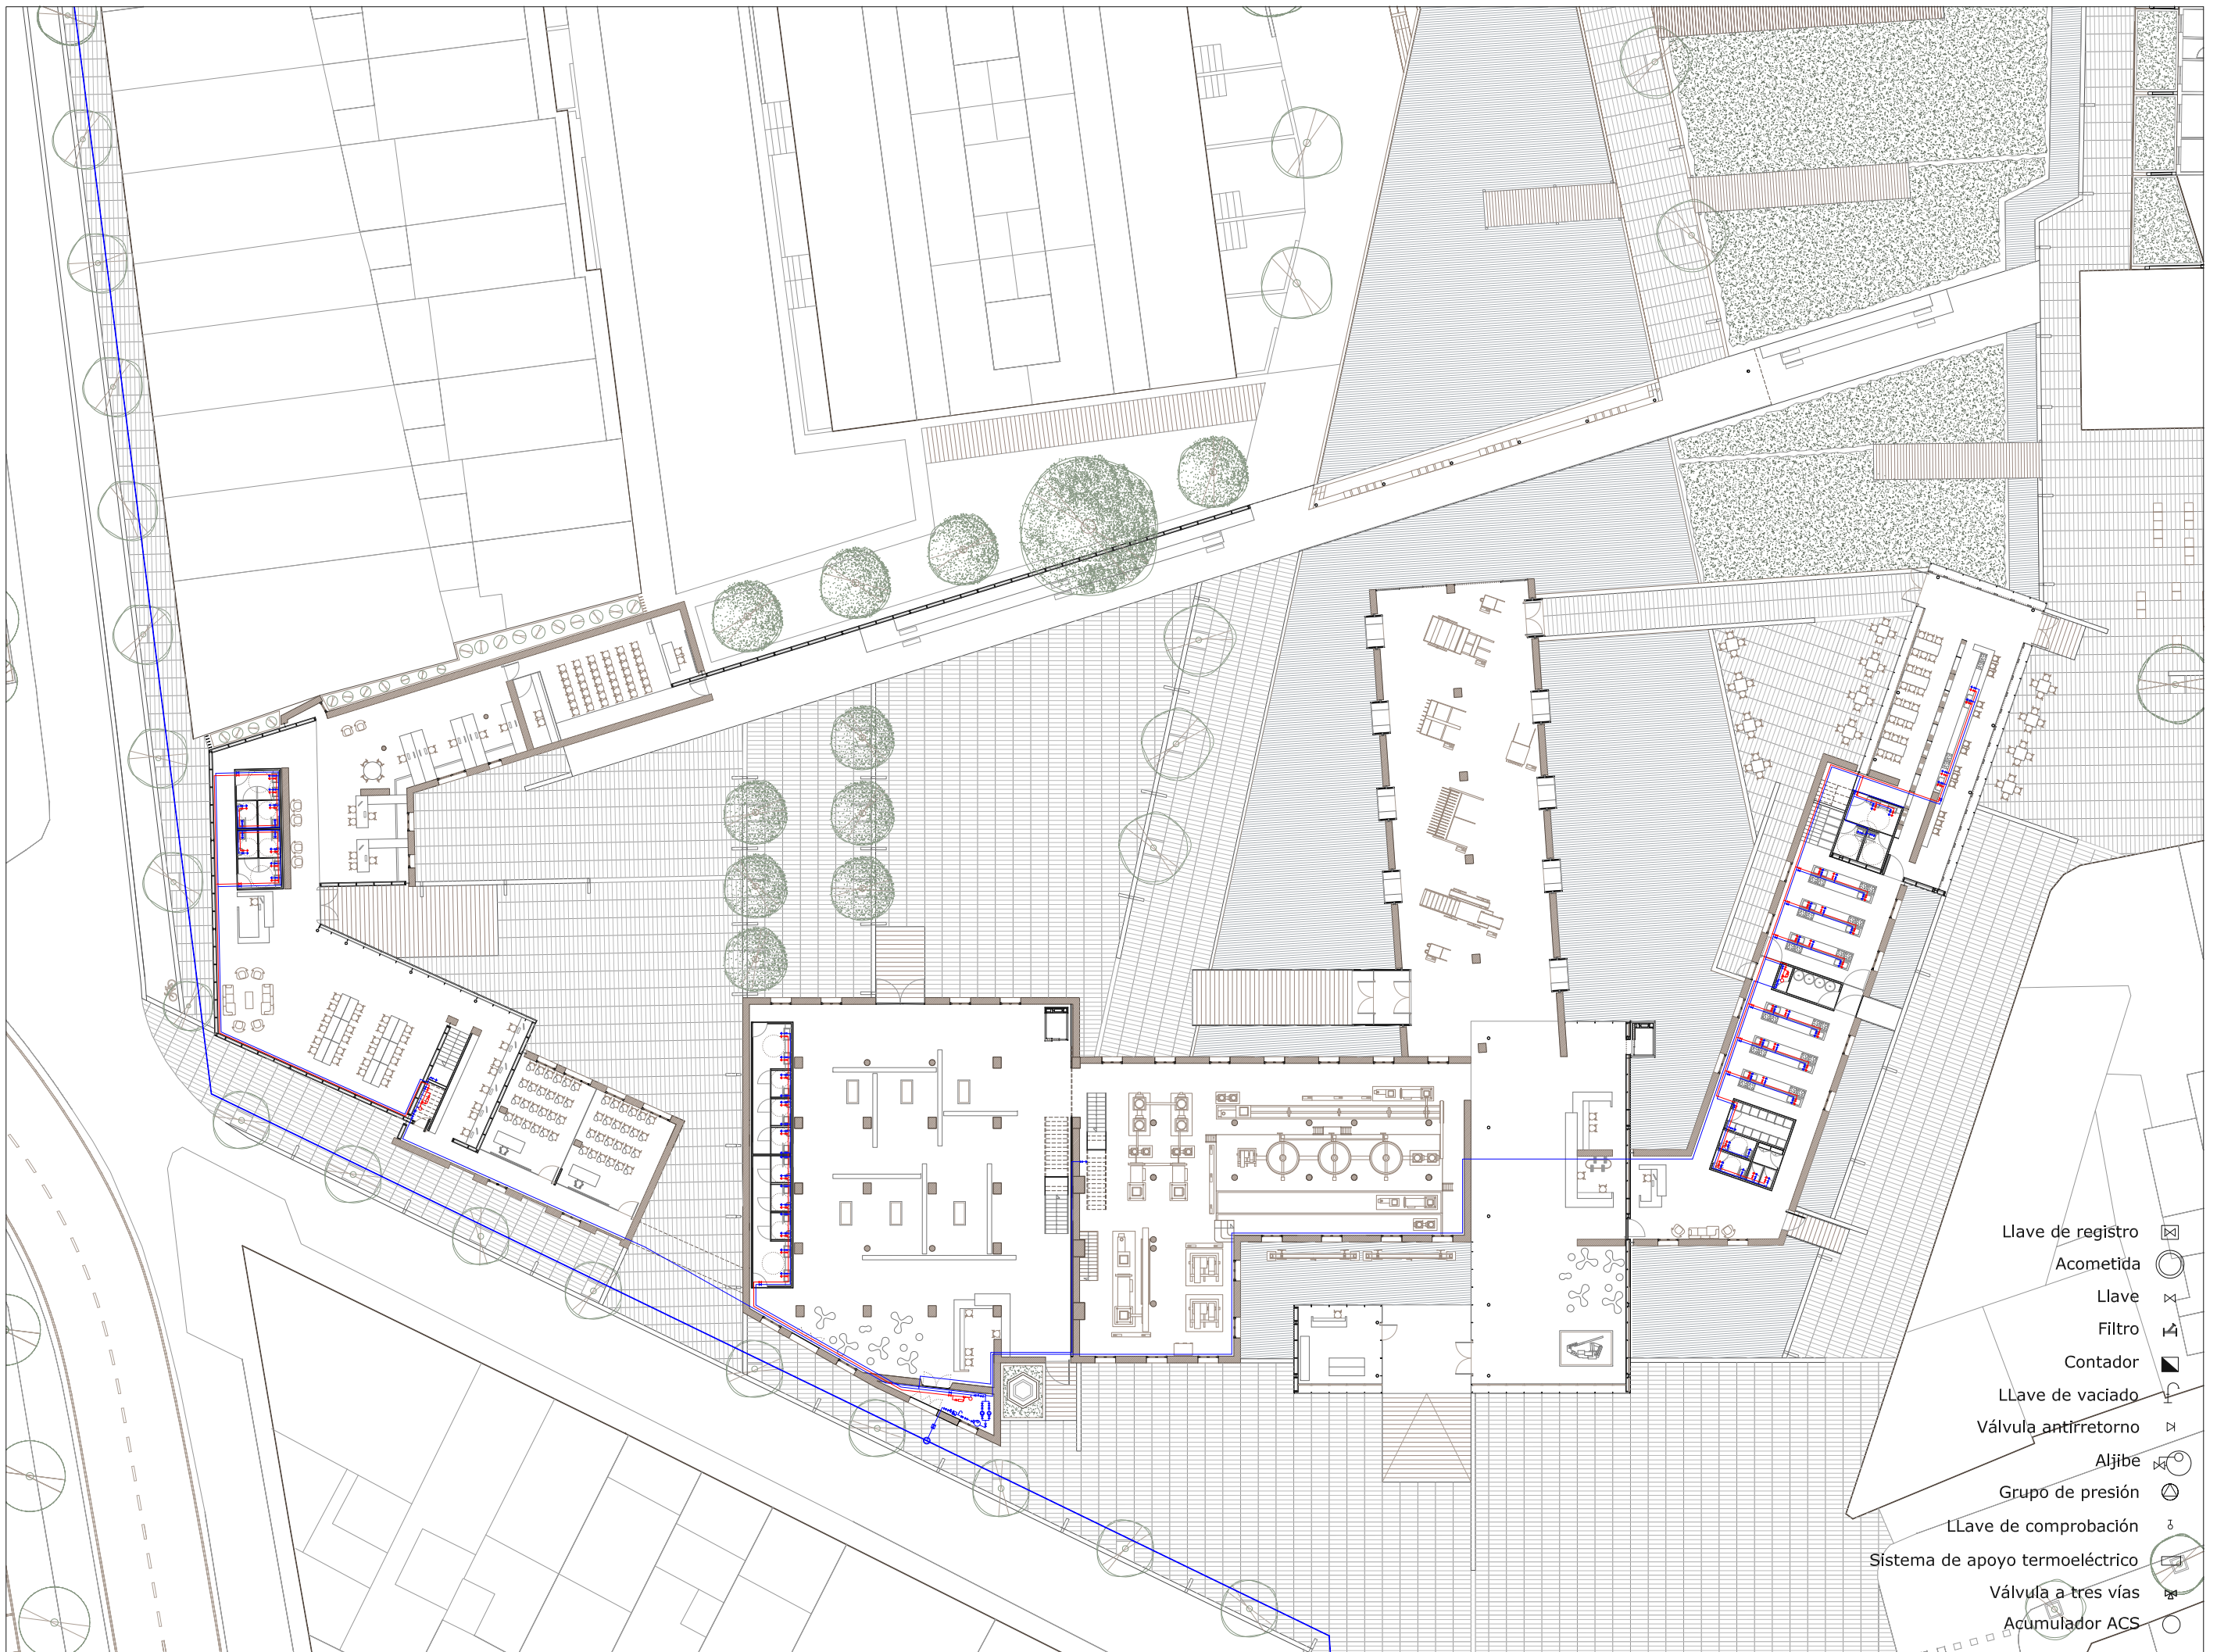 Llave de registro
Acometida
Llave
Filtro
Contador
LLave de vaciado
Válvula antirretorno
Aljibe
Grupo de presión
LLave de comprobación
Sistema de apoyo termoeléctrico
Válvula a tres vías
Acumulador ACS